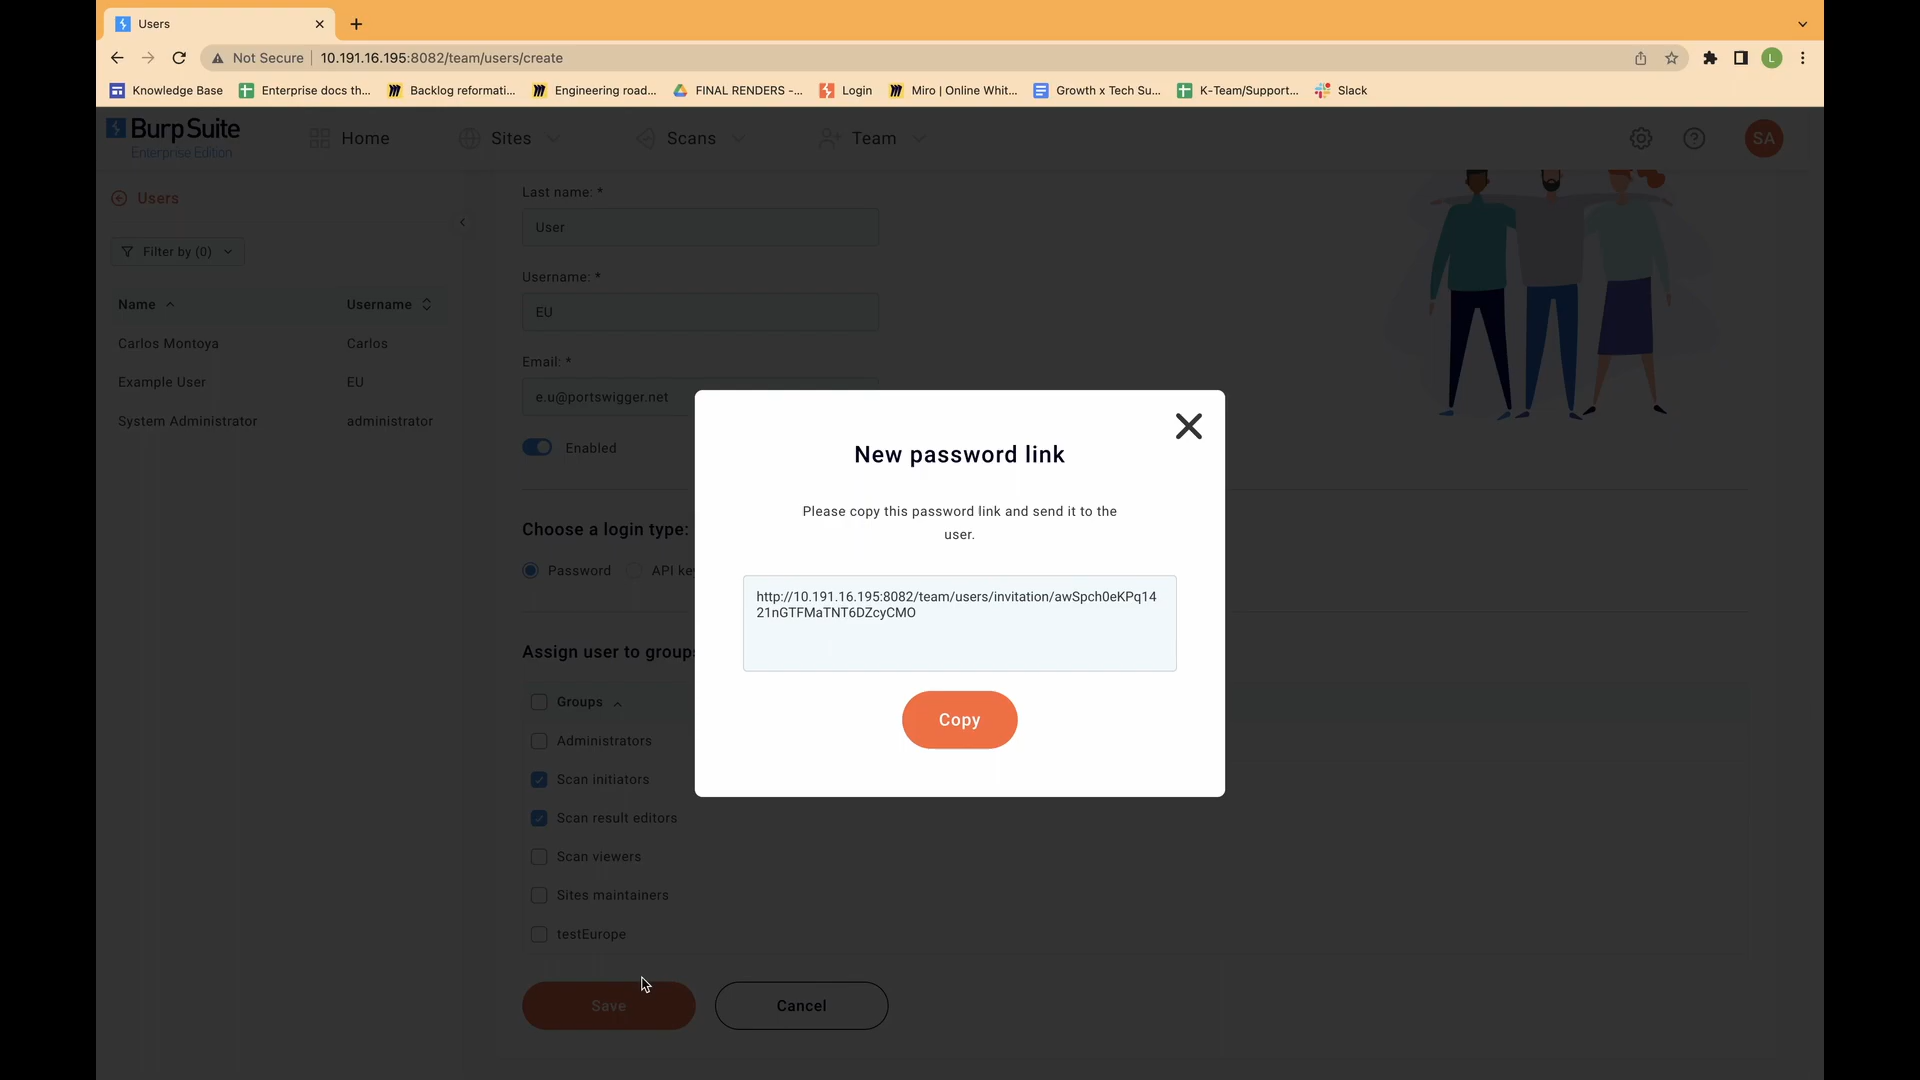 Users
Not Secure
10.191.16.195:8082/team/users/create
Knowledge Base
Enterprise docs th...
Backlog reformati...
Engineering road...
FINAL RENDERS -...
Login
Miro | Online Whit...
Growth x Tech Su...
K-Team/Support...
Slack
L
BurpSuite
Enterprise Edition
Home
Sites
Scans
Team
SA
Users
Filter by (0)
Name
Username
Carlos Montoya
Carlos
Example User
EU
System Administrator
administrator
Last name: *
User
Username: *
EU
Email: *
e.u@portswigger.net
Enabled
Choose a login type:
Password
API
Assign user to
Groups
Administrators
Scan initiators
Scan result editors
Scan viewers
Sites maintainers
testEurope
Save
Cancel
New password link
Please copy this password link and send it to the
user.
http://10.191.16.195:8082/team/users/invitation/awSpch0eKPq14
21nGTFMaTNT6DZcyCMO
Copy